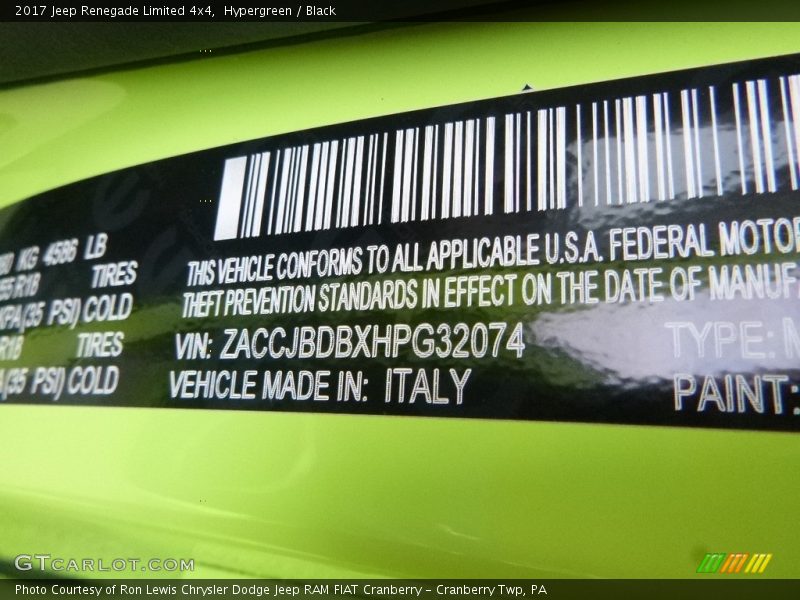 2017 Jeep Renegade Limited 4x4, Hypergreen / Black
KG 4586 LB
TIRES
(35 PSI) COLD
TIRES
(35 PSI) COLD
THIS VEHICLE CONFORMS TO ALL APPLICABLE U.S.A. FEDERAL MOTOR
THEFT PREVENTION STANDARDS IN EFFECT ON THE DATE OF MANUF
VIN: ZACCJBDBXHPG32074
TYPE:
VEHICLE MADE IN: ITALY
PAINT:
GTCARLOT.COM
Photo Courtesy of Ron Lewis Chrysler Dodge Jeep RAM FIAT Cranberry – Cranberry Twp, PA